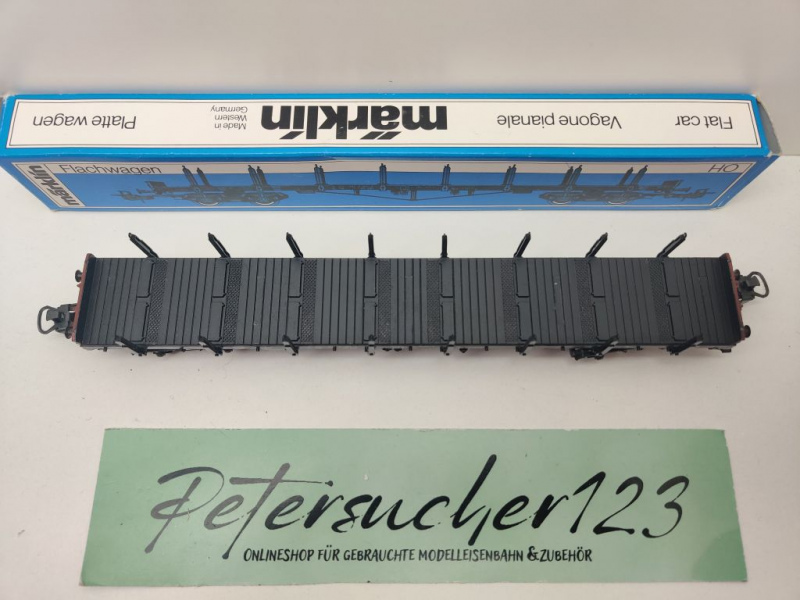 Platte wagen
Made in
Western
Germany
märklin
Vagone pianale
Flat car
märklin
Flachwagen
HO
Petersucher123
ONLINESHOP FÜR GEBRAUCHTE MODELLEISENBAHN & ZUBEHÖR